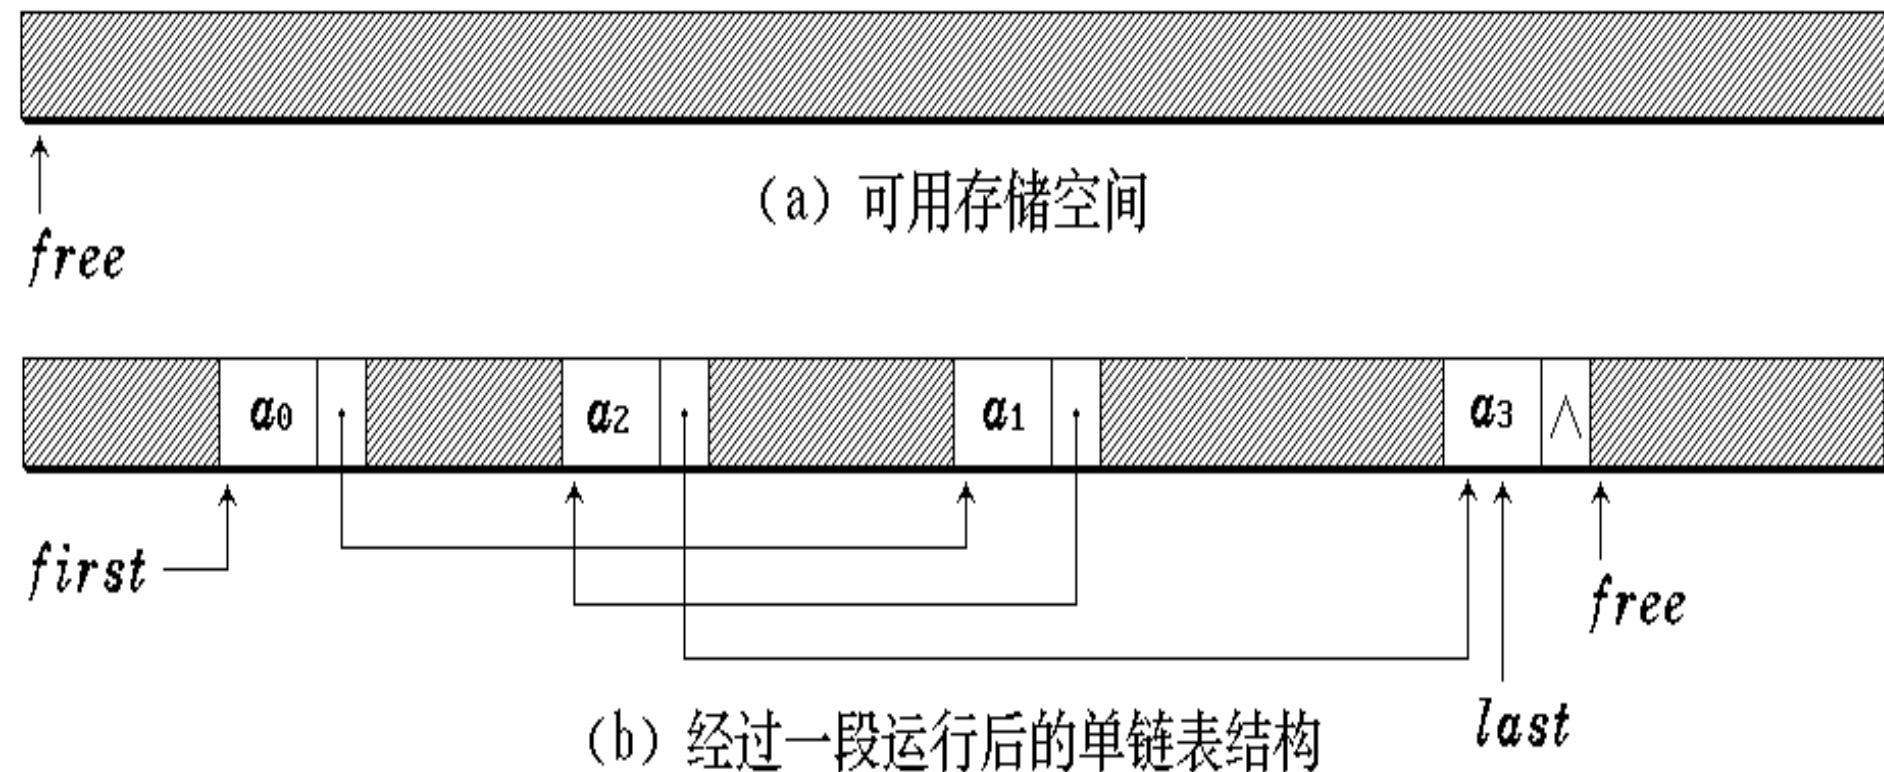 (a) 可用存储空间
free
a0 a2 a1 a3 ∧
first
free
last
(b) 经过一段运行后的单链表结构